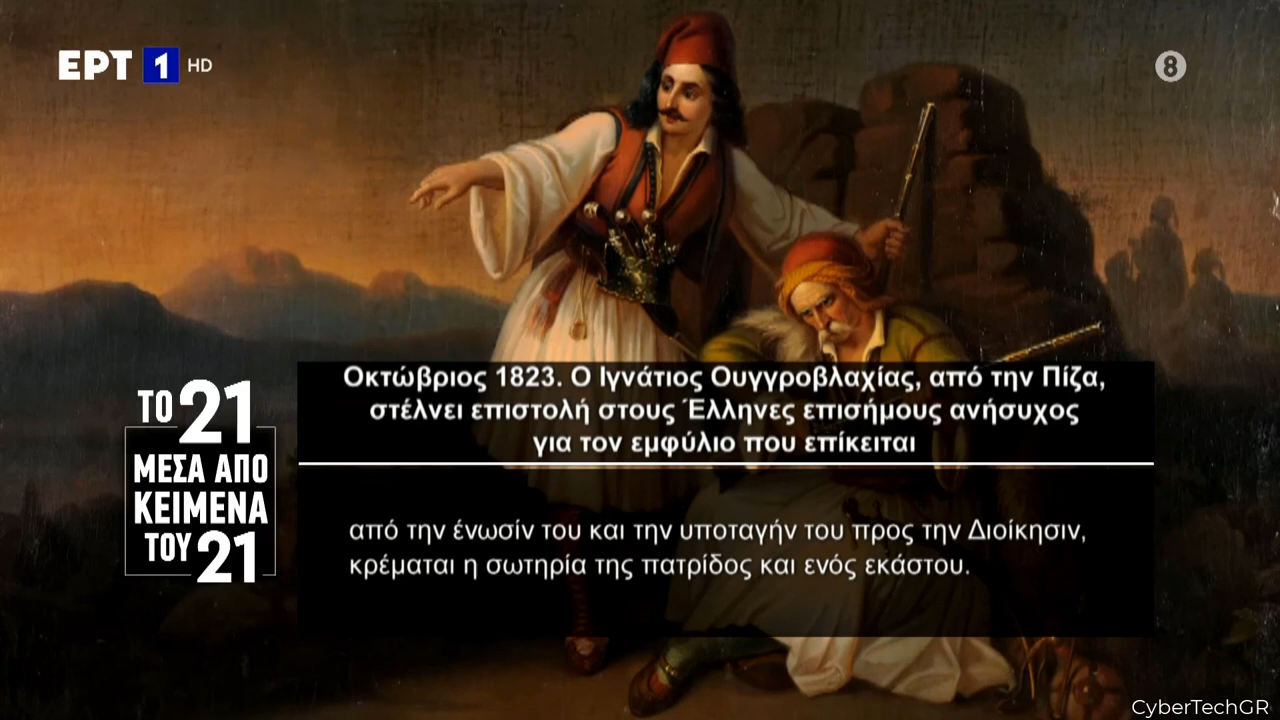 ΕΡΤ 1 HD
8
Οκτώβριος 1823. Ο Ιγνάτιος Ουγγροβλαχίας, από την Πίζα,
στέλνει επιστολή στους Έλληνες επισήμους ανήσυχος
για τον εμφύλιο που επίκειται
ΤΟ 21
ΜΕΣΑ ΑΠΟ
ΚΕΙΜΕΝΑ
ΤΟΥ 21
από την ένωσίν του και την υποταγήν του προς την Διοίκησιν,
κρέμαται η σωτηρία της πατρίδος και ενός εκάστου.
CyberTechGR